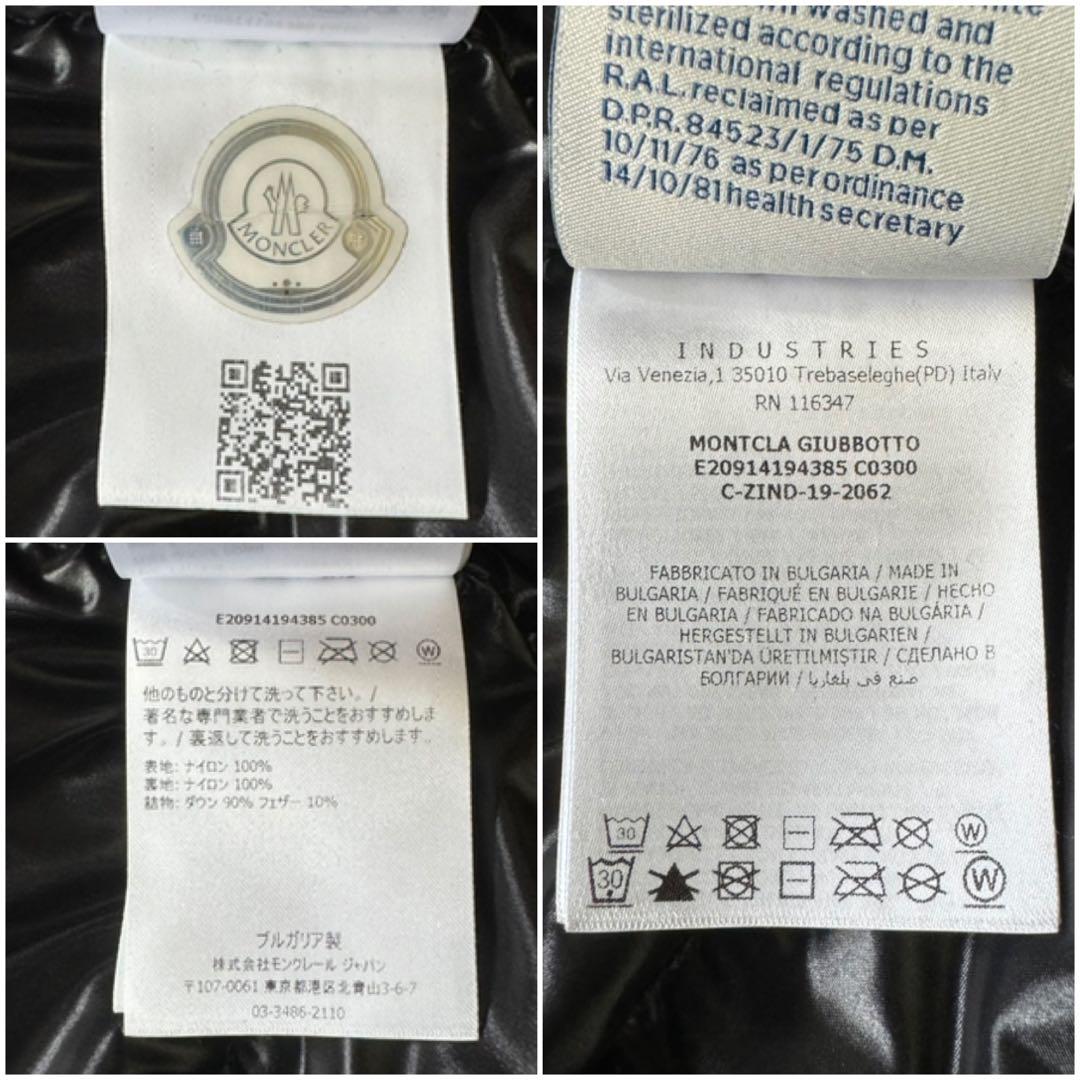 MONCLER
washed and
sterilized according to the
international regulations
R.A.L. reclaimed as per
D.P.R. 84523/1/75 D.M.
10/11/76 as per ordinance
14/10/81 health secretary
INDUSTRIES
Via Venezia,1 35010 Trebaseleghe(PD) Italy
RN 116347
MONTCLA GIUBBOTTO
E20914194385 C0300
C-ZIND-19-2062
FABBRICATO IN BULGARIA / MADE IN
BULGARIA / FABRIQUÉ EN BULGARIE / HECHO
EN BULGARIA / FABRICADO NA BULGÁRIA /
HERGESTELLT IN BULGARIEN /
BULGARISTAN'DA ÜRETILMIŞTIR / СДЕЛАНО В
БОЛГАРИИ / صنع في بلغاريا
30 W
30 W
E20914194385 C0300
30 W
他のものと分けて洗って下さい。/
著名な専門業者で洗うことをおすすめしま
す。/ 裏返して洗うことをおすすめします。
表地: ナイロン 100%
裏地: ナイロン 100%
詰物: ダウン 90% フェザー 10%
ブルガリア製
株式会社モンクレール ジャパン
〒107-0061 東京都港区北青山3-6-7
03-3486-2110